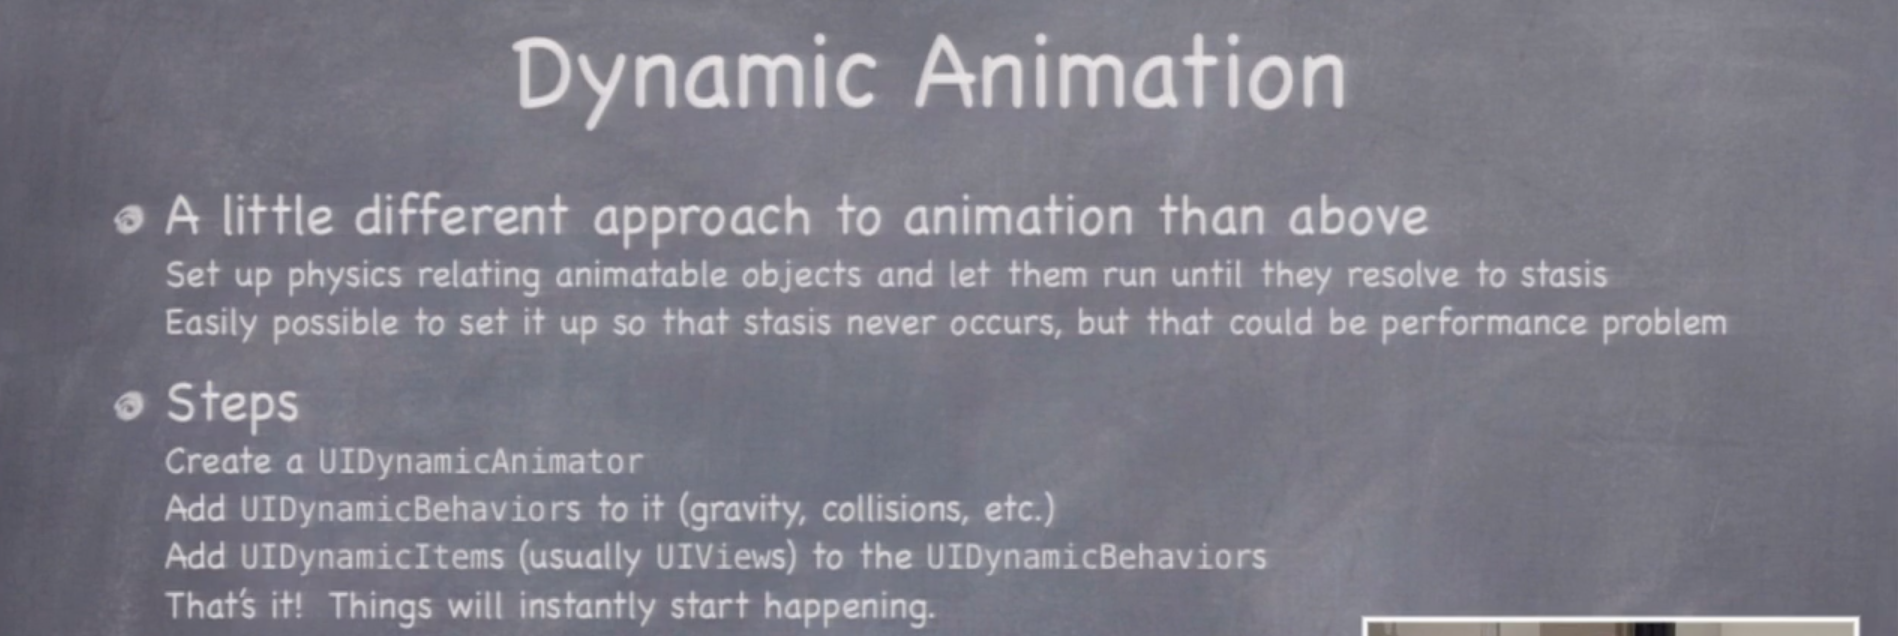 Dynamic Animation
A little different approach to animation than above
Set up physics relating animatable objects and let them run until they resolve to stasis
Easily possible to set it up so that stasis never occurs, but that could be performance problem
Steps
Create a UIDynamicAnimator
Add UIDynamicBehaviors to it (gravity, collisions, etc.)
Add UIDynamicItems (usually UIViews) to the UIDynamicBehaviors
That's it!  Things will instantly start happening.